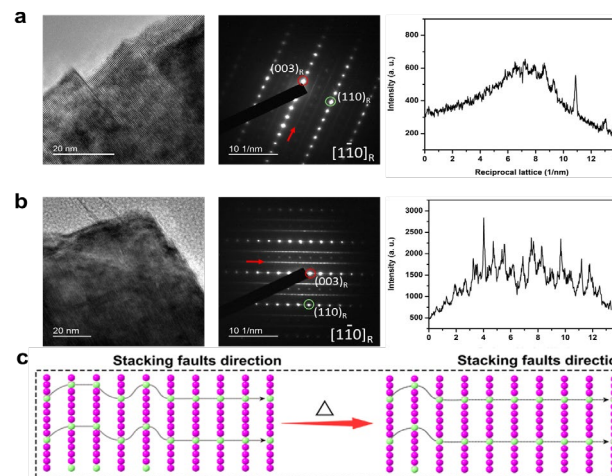 a
20 nm
(003)R
(110)R
10 1/nm
[11̄0]R
Intensity (a. u.)
800
600
400
0 2 4 6 8 10 12
Reciprocal lattice (1/nm)
b
20 nm
(003)R
(110)R
10 1/nm
[11̄0]R
Intensity (a. u.)
3000
2500
2000
1500
1000
500
0
0 2 4 6 8 10 12
c
Stacking faults direction
Stacking faults direc
△